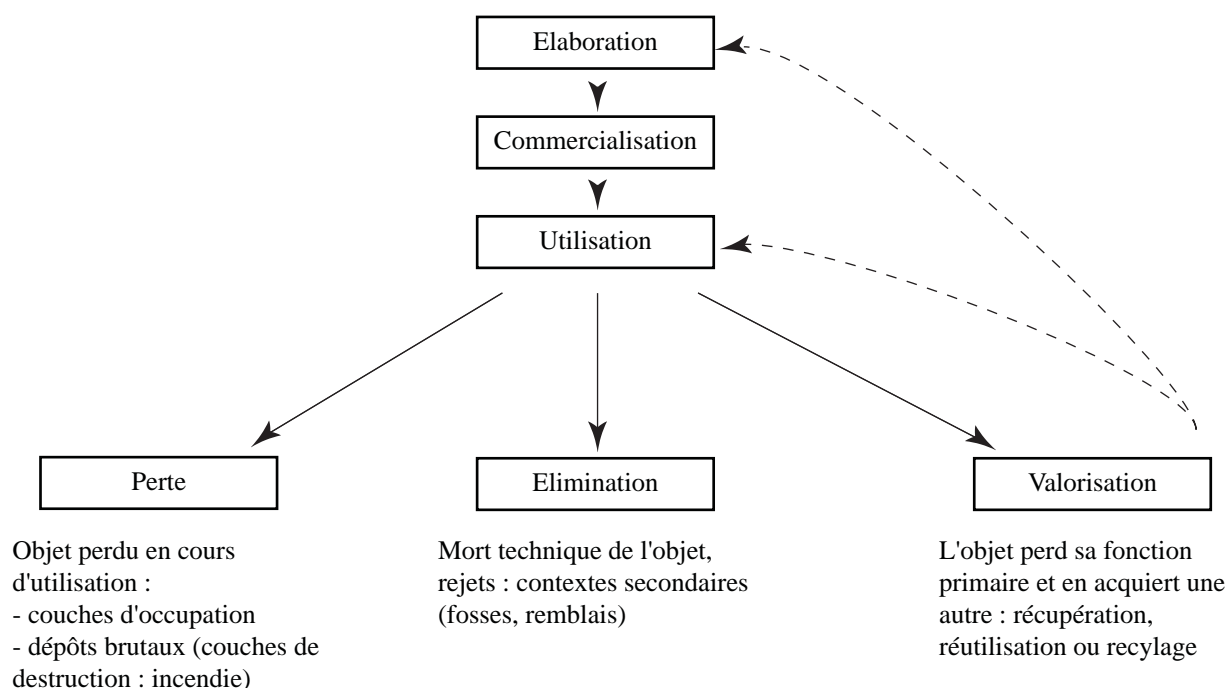 Elaboration
Commercialisation
Utilisation
Perte
Elimination
Valorisation
Objet perdu en cours
d'utilisation :
- couches d'occupation
- dépôts brutaux (couches de
destruction : incendie)
Mort technique de l'objet,
rejets : contextes secondaires
(fosses, remblais)
L'objet perd sa fonction
primaire et en acquiert une
autre : récupération,
réutilisation ou recylage